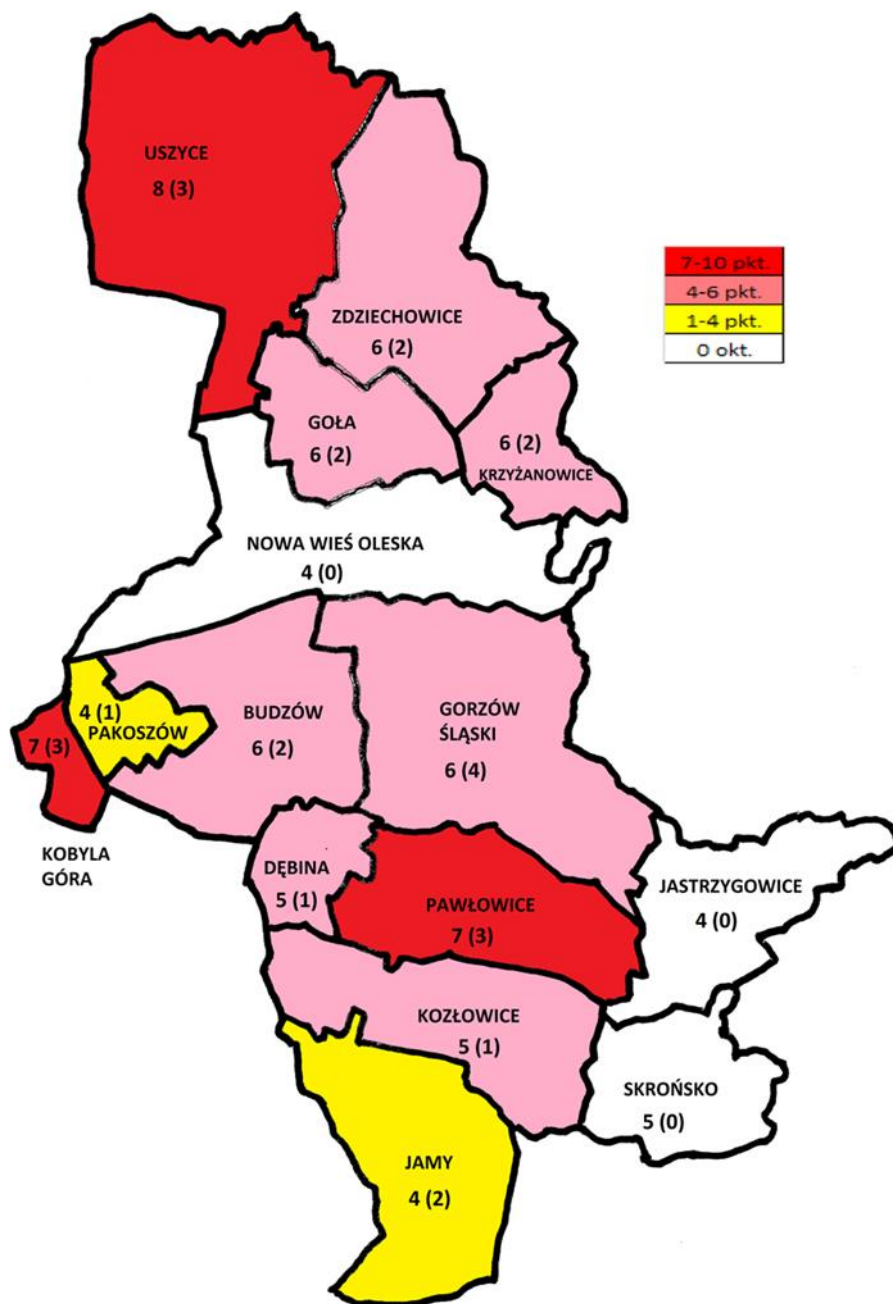 USZYCE
8 (3)
7-10 pkt.
4-6 pkt.
1-4 pkt.
0 okt.
ZDZIECHOWICE
6 (2)
GOŁA
6 (2)
6 (2)
KRZYŻANOWICE
NOWA WIEŚ OLESKA
4 (0)
4 (1)
PAKOSZÓW
BUDZÓW
6 (2)
GORZÓW
ŚLĄSKI
6 (4)
7 (3)
KOBYLA
GÓRA
DĘBINA
5 (1)
PAWŁOWICE
7 (3)
JASTRZYGOWICE
4 (0)
KOZŁOWICE
5 (1)
SKROŃSKO
5 (0)
JAMY
4 (2)